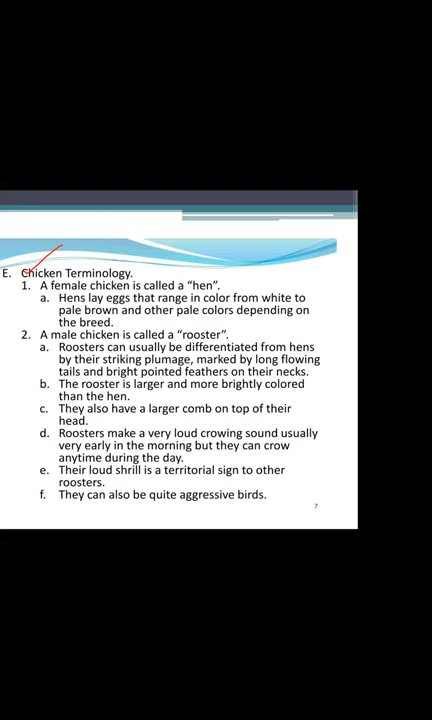 E. Chicken Terminology.
1. A female chicken is called a “hen”.
a. Hens lay eggs that range in color from white to
pale brown and other pale colors depending on
the breed.
2. A male chicken is called a “rooster”.
a. Roosters can usually be differentiated from hens
by their striking plumage, marked by long flowing
tails and bright pointed feathers on their necks.
b. The rooster is larger and more brightly colored
than the hen.
c. They also have a larger comb on top of their
head.
d. Roosters make a very loud crowing sound usually
very early in the morning but they can crow
anytime during the day.
e. Their loud shrill is a territorial sign to other
roosters.
f. They can also be quite aggressive birds.
7